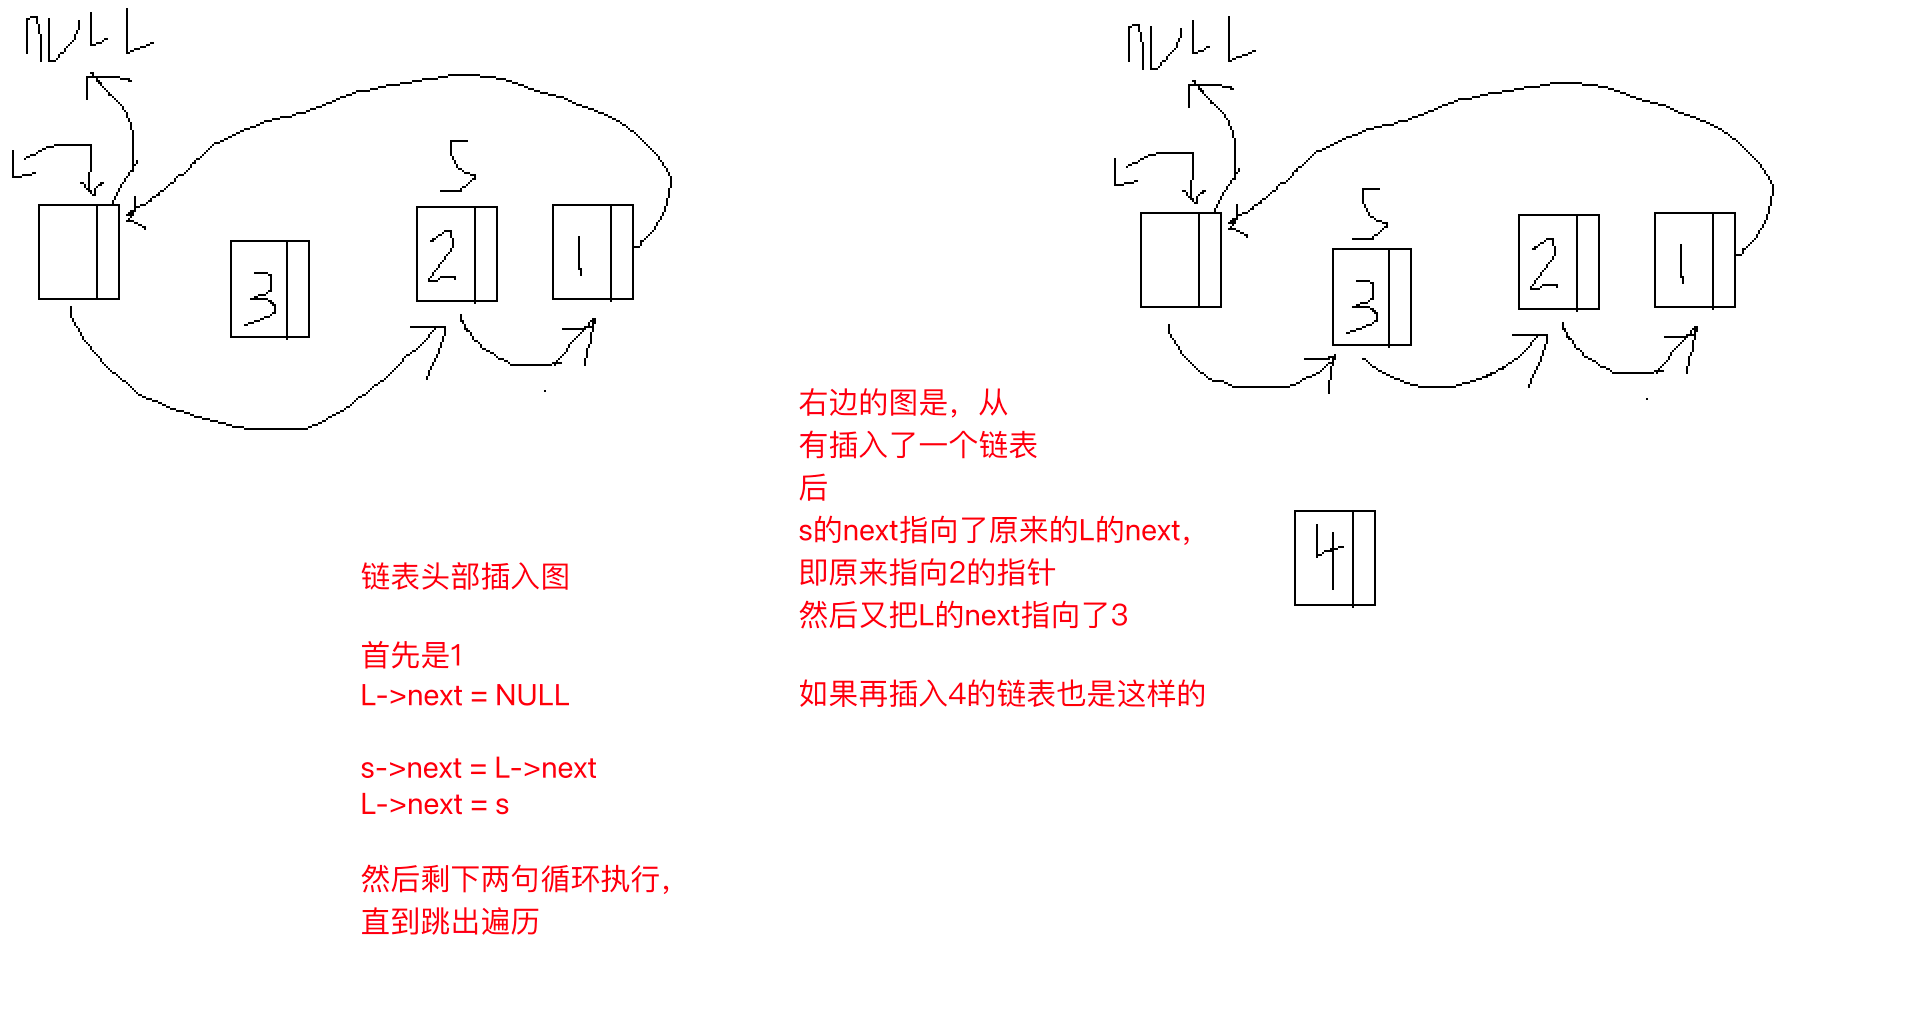 NULL
L
S
3
2
1
NULL
L
S
3
2
1
4
链表头部插入图
首先是1
L->next = NULL
s->next = L->next
L->next = s
然后剩下两句循环执行，
直到跳出遍历
右边的图是，从
有插入了一个链表
后
s的next指向了原来的L的next，
即原来指向2的指针
然后又把L的next指向了3
如果再插入4的链表也是这样的